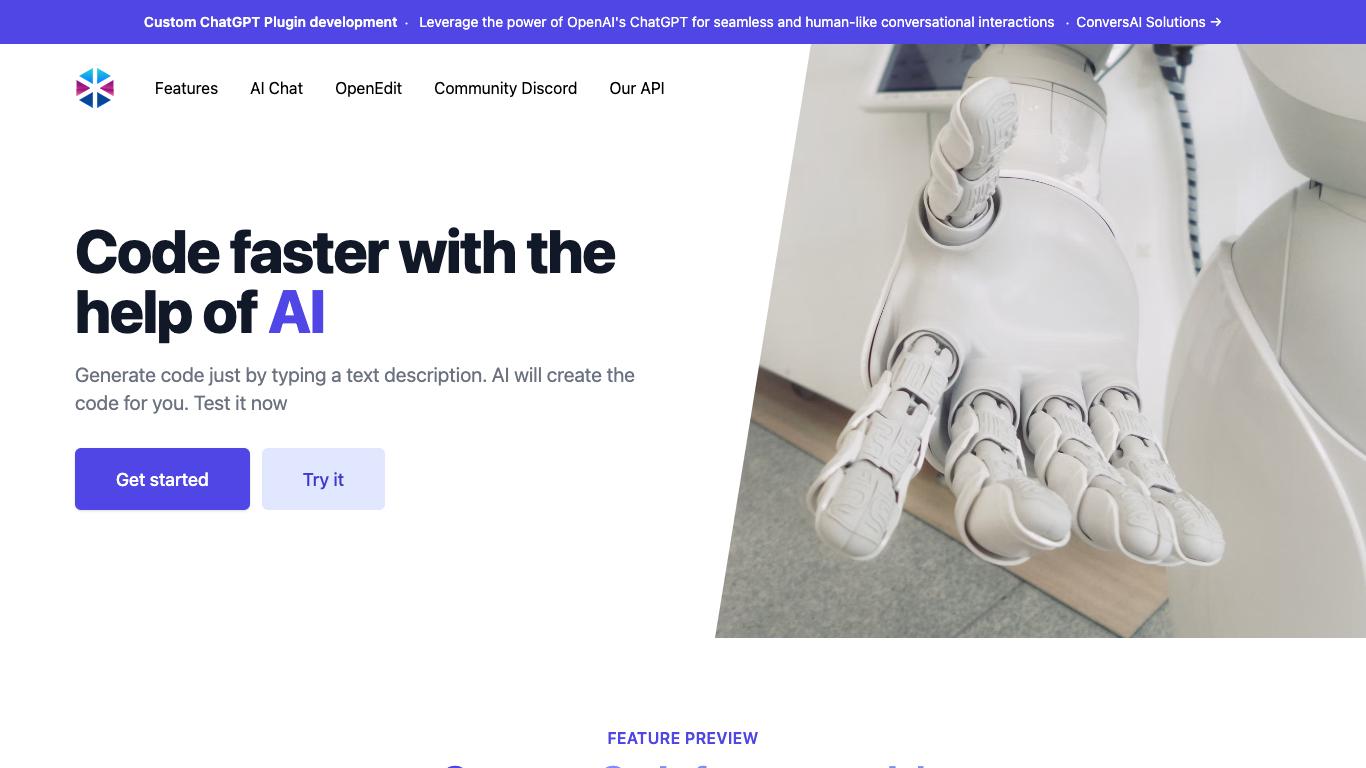 Custom ChatGPT Plugin development · Leverage the power of OpenAI's ChatGPT for seamless and human-like conversational interactions · ConversAI Solutions →
Features AI Chat OpenEdit Community Discord Our API
Code faster with the
help of AI
Generate code just by typing a text description. AI will create the
code for you. Test it now
Get started Try it
FEATURE PREVIEW